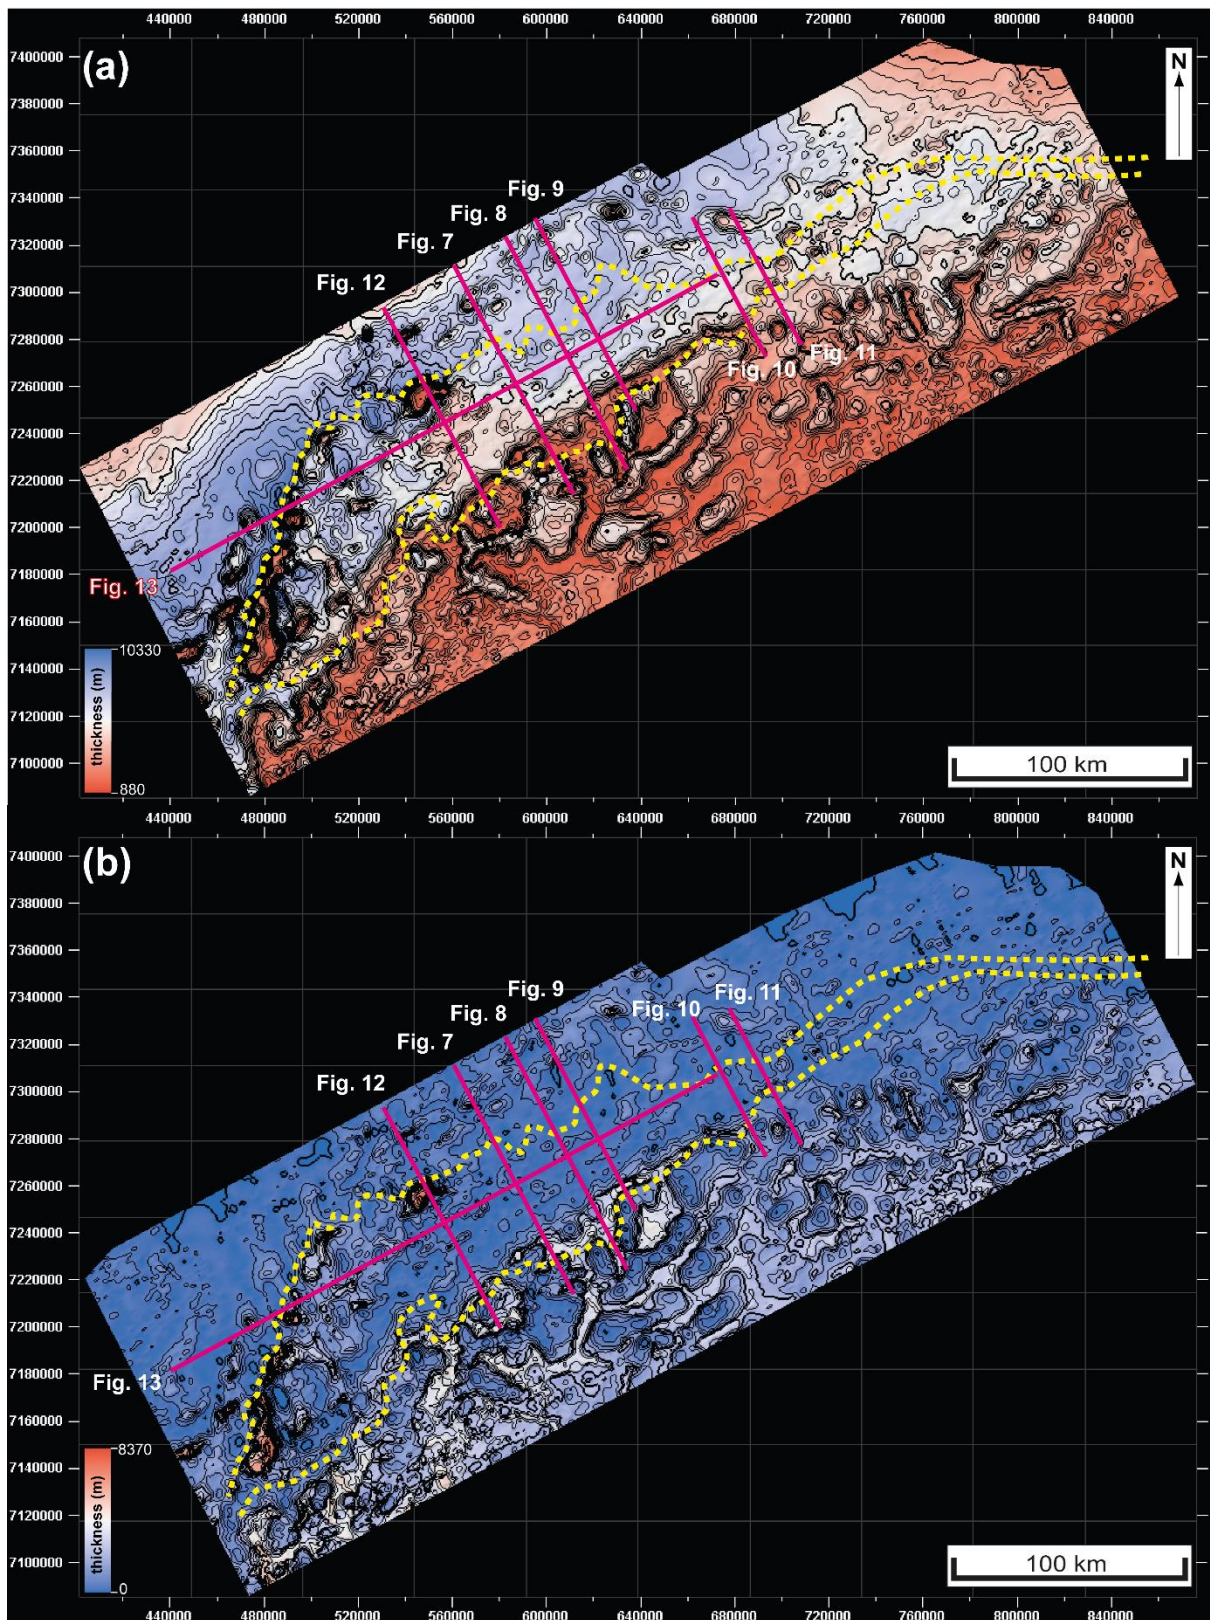 440000 480000 520000 560000 600000 640000 680000 720000 760000 800000 840000
(a)
N
7400000
7380000
7360000
7340000
7320000
7300000
7280000
7260000
7240000
7220000
7200000
7180000
7160000
7140000
7120000
7100000
Fig. 9
Fig. 8
Fig. 7
Fig. 12
Fig. 11
Fig. 10
Fig. 13
10330
thickness (m)
880
100 km
440000 480000 520000 560000 600000 640000 680000 720000 760000 800000 840000
(b)
N
7400000
7380000
7360000
7340000
7320000
7300000
7280000
7260000
7240000
7220000
7200000
7180000
7160000
7140000
7120000
7100000
Fig. 9
Fig. 11
Fig. 10
Fig. 8
Fig. 7
Fig. 12
Fig. 13
8370
thickness (m)
0
100 km
440000 480000 520000 560000 600000 640000 680000 720000 760000 800000 840000